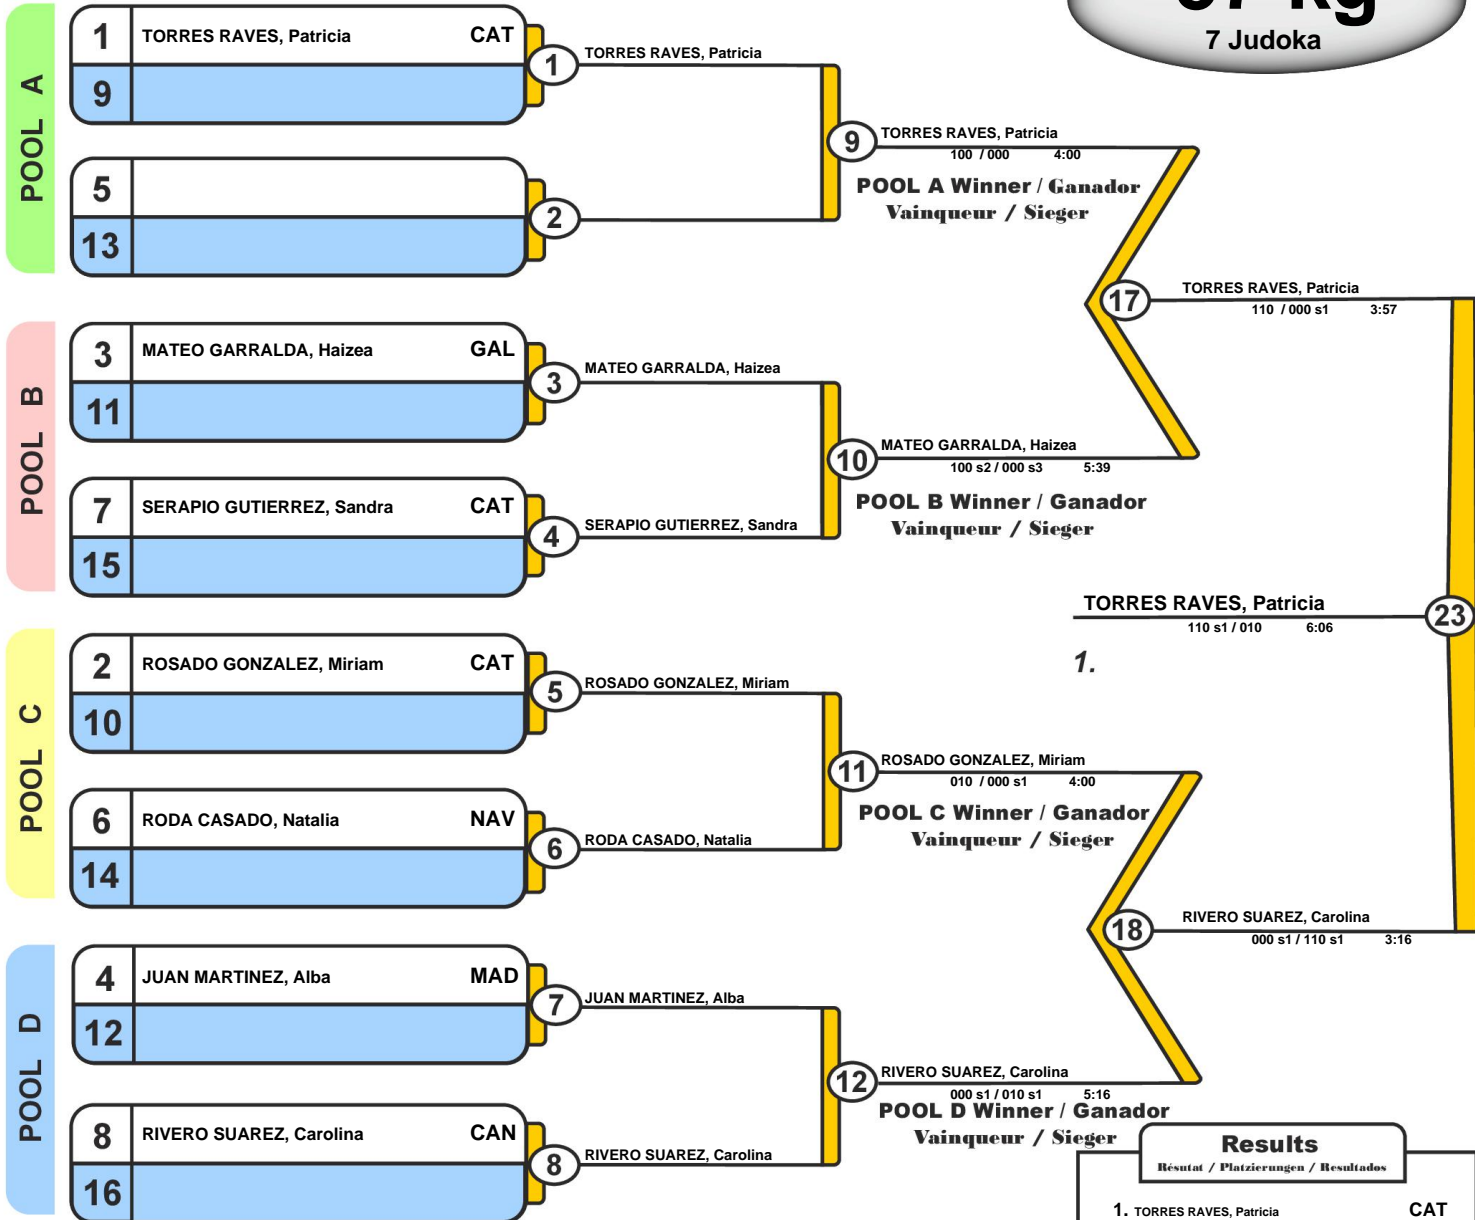 7 Judoka
POOL A
1 TORRES RAVES, Patricia CAT
9
5
13
1 TORRES RAVES, Patricia
2
9 TORRES RAVES, Patricia
100 / 000 4:00
POOL A Winner / Ganador
Vainqueur / Sieger
POOL B
3 MATEO GARRALDA, Haizea GAL
11
7 SERAPIO GUTIERREZ, Sandra CAT
15
3 MATEO GARRALDA, Haizea
4 SERAPIO GUTIERREZ, Sandra
10 MATEO GARRALDA, Haizea
100 s2 / 000 s3 5:39
POOL B Winner / Ganador
Vainqueur / Sieger
17 TORRES RAVES, Patricia
110 / 000 s1 3:57
TORRES RAVES, Patricia 23
110 s1 / 010 6:06
1.
POOL C
2 ROSADO GONZALEZ, Miriam CAT
10
6 RODA CASADO, Natalia NAV
14
5 ROSADO GONZALEZ, Miriam
6 RODA CASADO, Natalia
11 ROSADO GONZALEZ, Miriam
010 / 000 s1 4:00
POOL C Winner / Ganador
Vainqueur / Sieger
POOL D
4 JUAN MARTINEZ, Alba MAD
12
8 RIVERO SUAREZ, Carolina CAN
16
7 JUAN MARTINEZ, Alba
8 RIVERO SUAREZ, Carolina
12 RIVERO SUAREZ, Carolina
000 s1 / 010 s1 5:16
POOL D Winner / Ganador
Vainqueur / Sieger
18 RIVERO SUAREZ, Carolina
000 s1 / 110 s1 3:16
Results
Résutat / Platzierungen / Resultados
1. TORRES RAVES, Patricia CAT